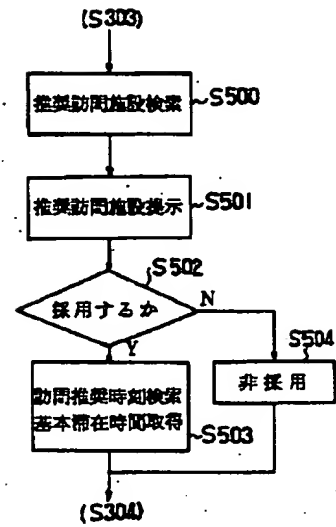 (S303)
推奨訪問施設検索 S500
推奨訪問施設提示 S501
S502
採用するか N
Y
S504
非採用
訪問推奨時刻検索
基本滞在時間取得 S503
(S304)